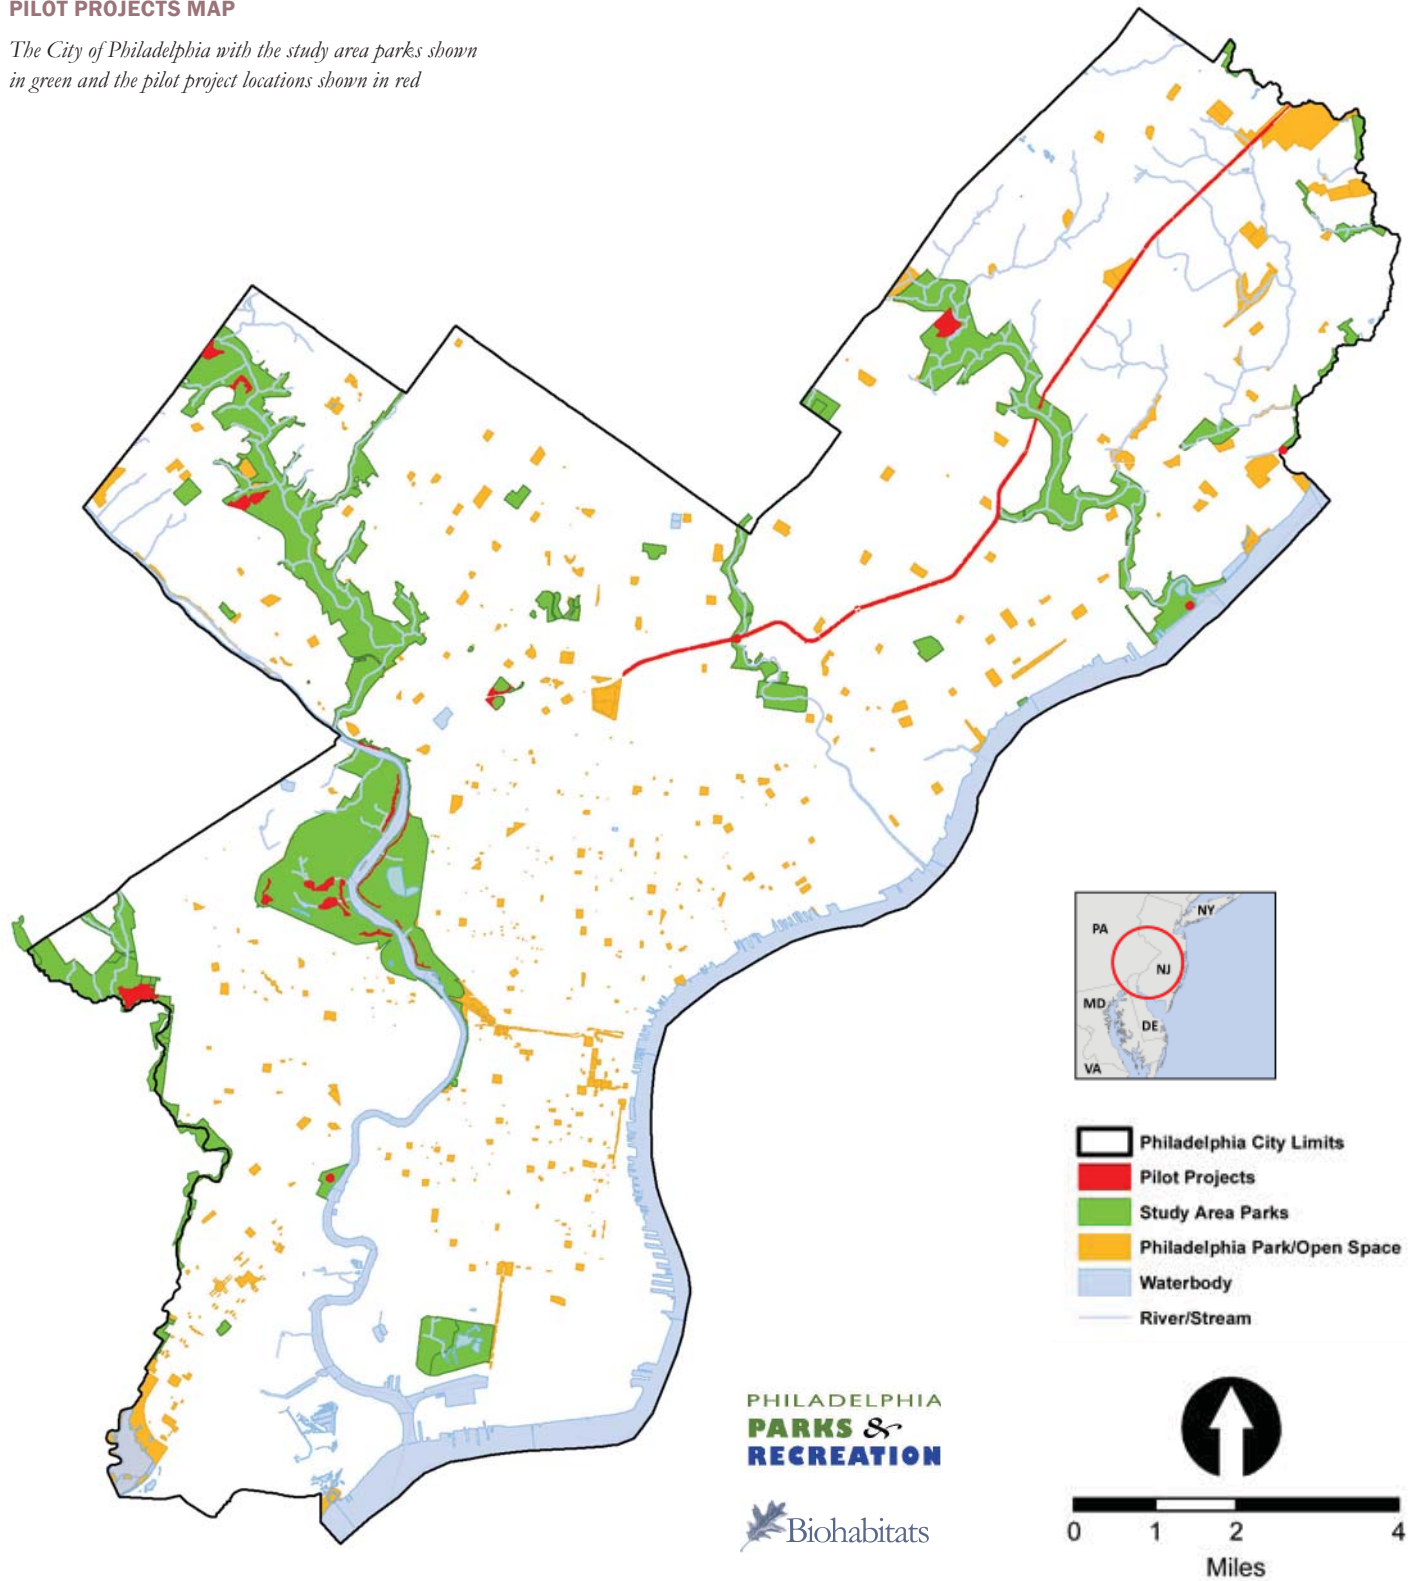 PILOT PROJECTS MAP
The City of Philadelphia with the study area parks shown
in green and the pilot project locations shown in red
NY
PA
NJ
MD
DE
VA
Philadelphia City Limits
Pilot Projects
Study Area Parks
Philadelphia Park/Open Space
Waterbody
River/Stream
PHILADELPHIA
PARKS &
RECREATION
Biohabitats
0 1 2 4
Miles